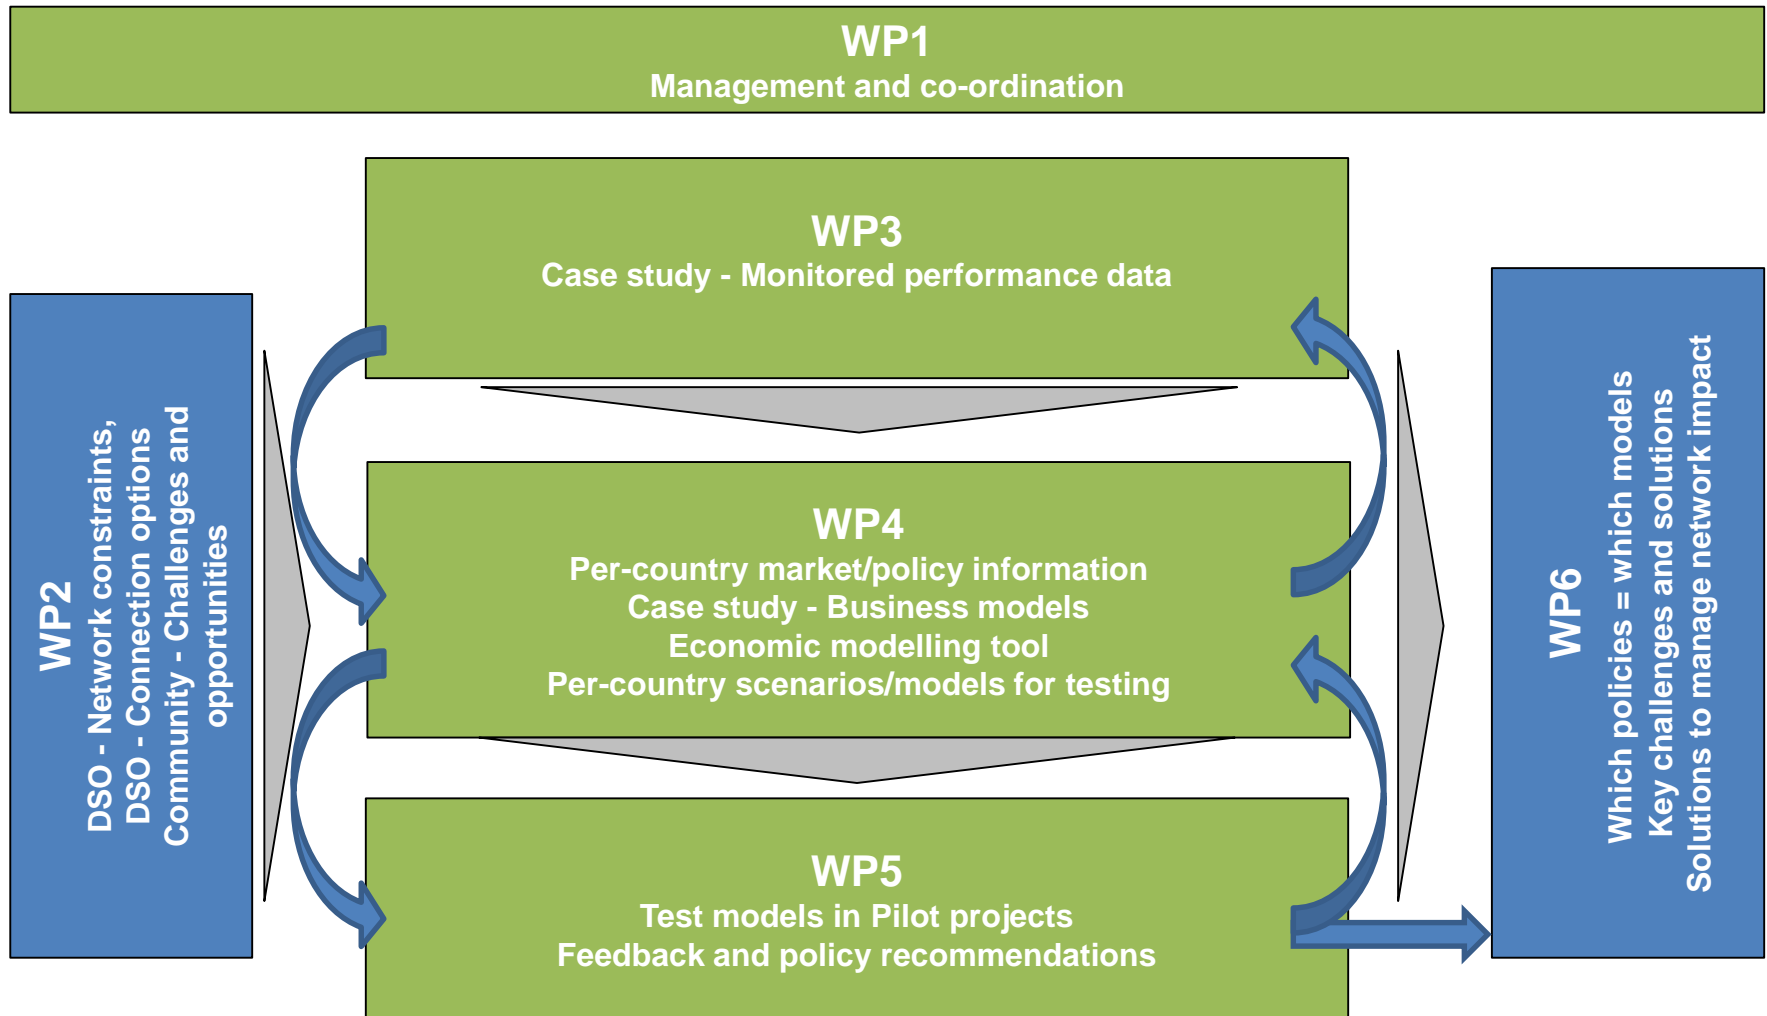 WP1
Management and co-ordination
WP3
Case study - Monitored performance data
WP2
DSO - Network constraints,
DSO - Connection options
Community - Challenges and
opportunities
WP4
Per-country market/policy information
Case study - Business models
Economic modelling tool
Per-country scenarios/models for testing
WP5
Test models in Pilot projects
Feedback and policy recommendations
WP6
Which policies = which models
Key challenges and solutions
Solutions to manage network impact